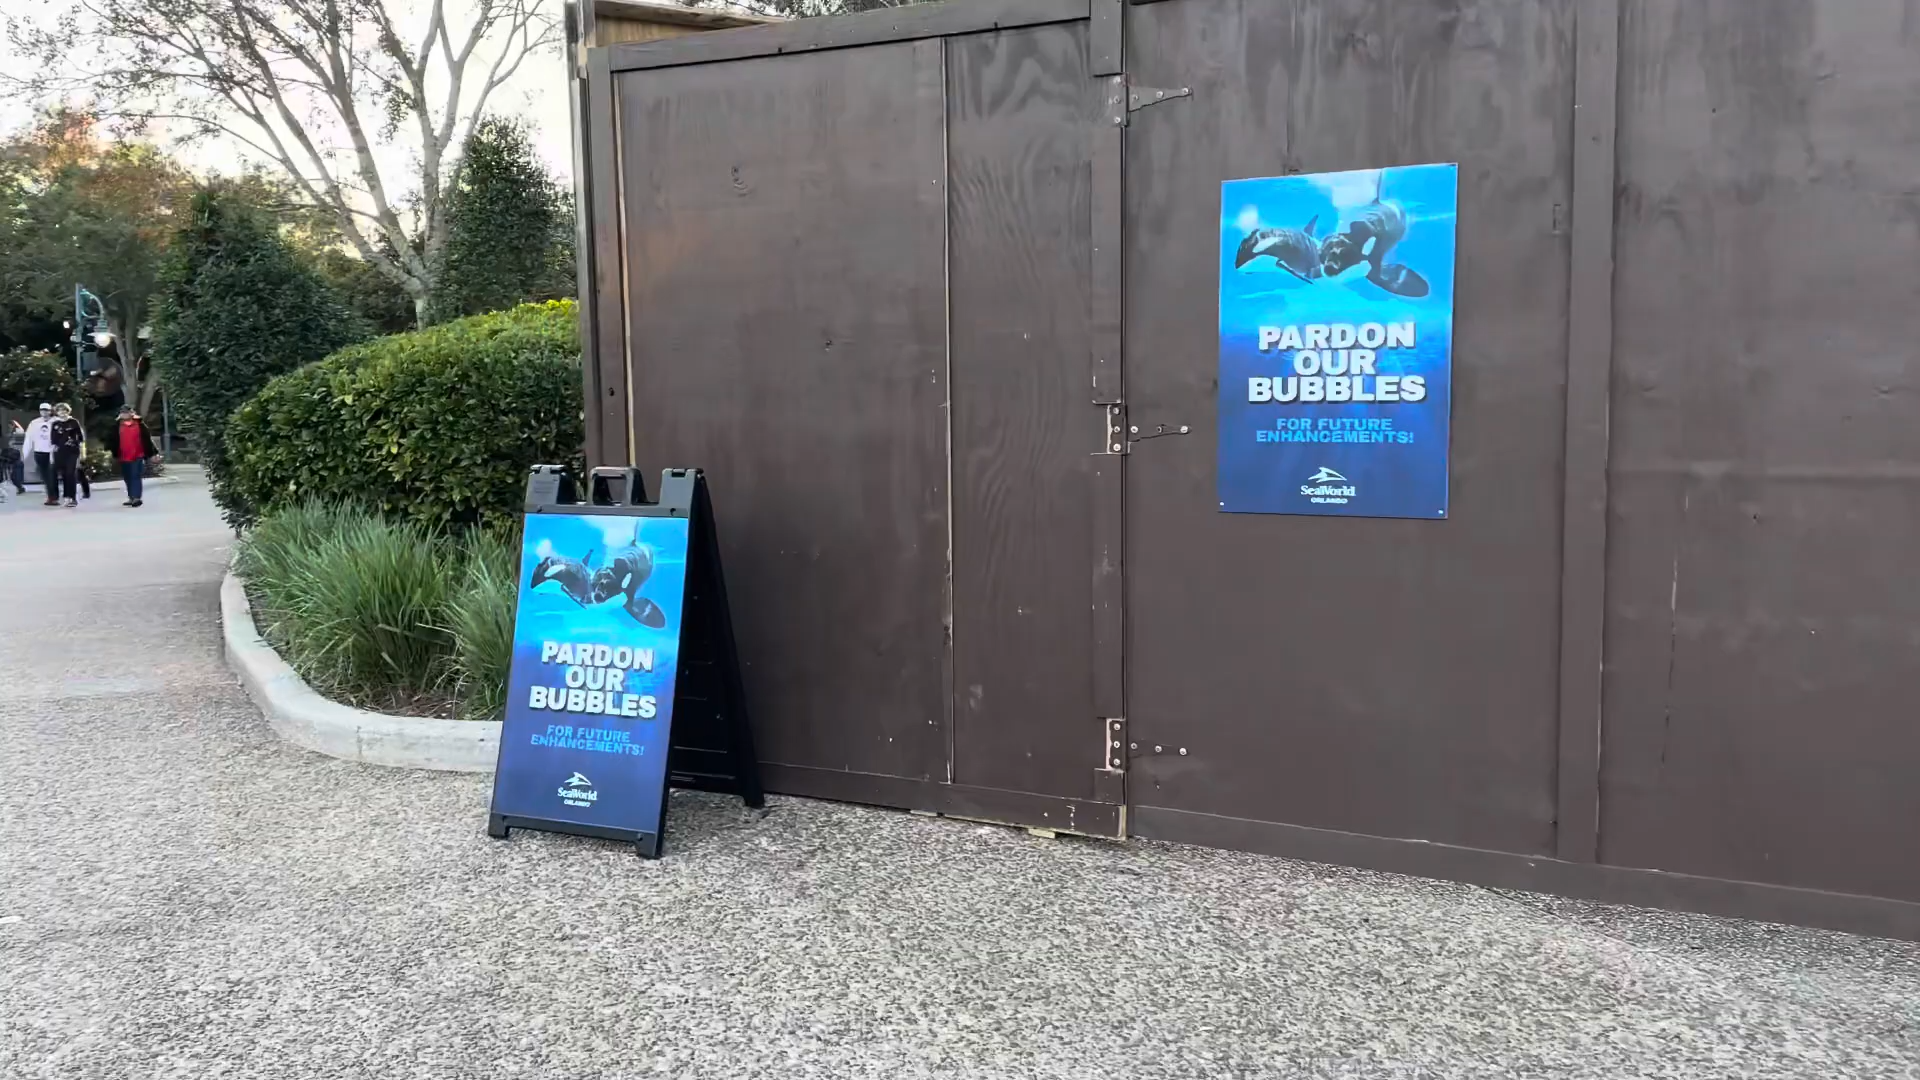 PARDON
OUR
BUBBLES
FOR FUTURE
ENHANCEMENTS!
SeaWorld
ORLANDO
PARDON
OUR
BUBBLES
FOR FUTURE
ENHANCEMENTS!
SeaWorld
ORLANDO